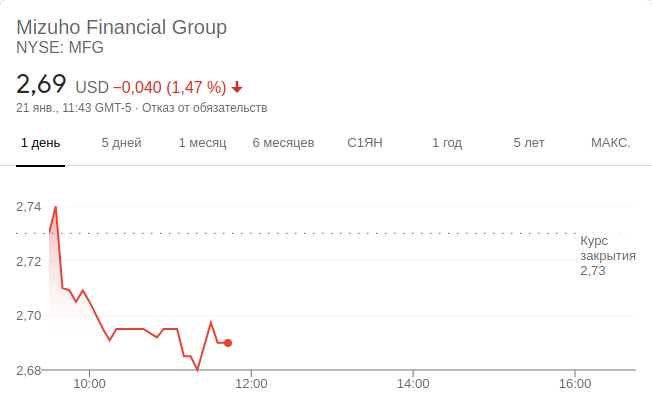 Mizuho Financial Group
NYSE: MFG
2,69 USD −0,040 (1,47 %)
21 янв., 11:43 GMT-5 · Отказ от обязательств
1 день 5 дней 1 месяц 6 месяцев С1ЯН 1 год 5 лет МАКС.
2,74
Курс
закрытия
2,73
2,72
2,70
2,68
10:00 12:00 14:00 16:00